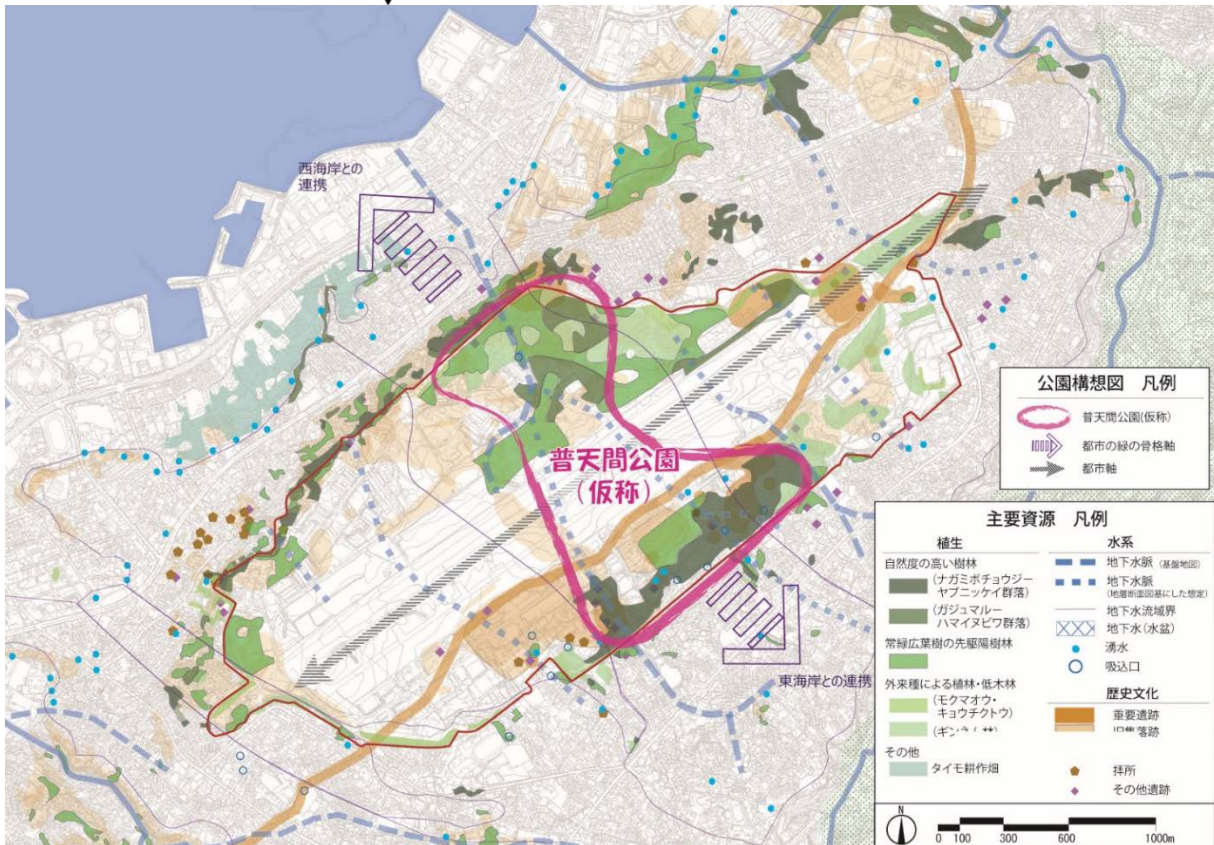 西海岸との
連携
普天間公園
(仮称)
東海岸との連携
公園構想図 凡例
普天間公園(仮称)
都市の緑の骨格軸
都市軸
主要資源 凡例
植生
自然度の高い樹林
(ナガミボチョウジー
ヤブニッケイ群落)
(ガジュマルー
ハマイヌビワ群落)
常緑広葉樹の先駆陽樹林
外来種による植林・低木林
(モクマオウ・
キョウチクトウ)
(ギンネム林)
その他
タイモ耕作畑
水系
地下水脈 (基盤地図)
地下水脈
(地層断面図基にした想定)
地下水流域界
地下水(水盆)
湧水
吸込口
歴史文化
重要遺跡
旧集落跡
拝所
その他遺跡
N
0 100 300 600 1000m